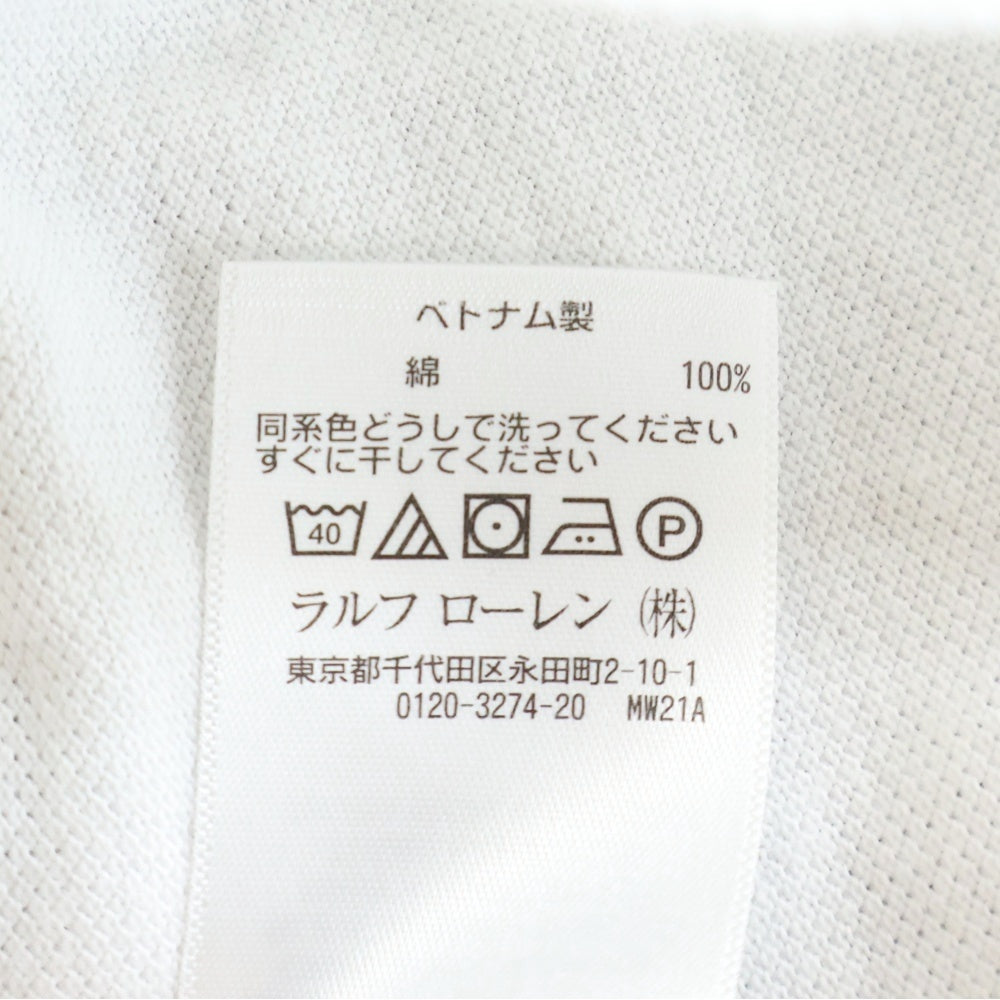 ベトナム製
綿 100%
同系色どうしで洗ってください
すぐに干してください
40 P
ラルフ ローレン (株)
東京都千代田区永田町2-10-1
0120-3274-20 MW21A